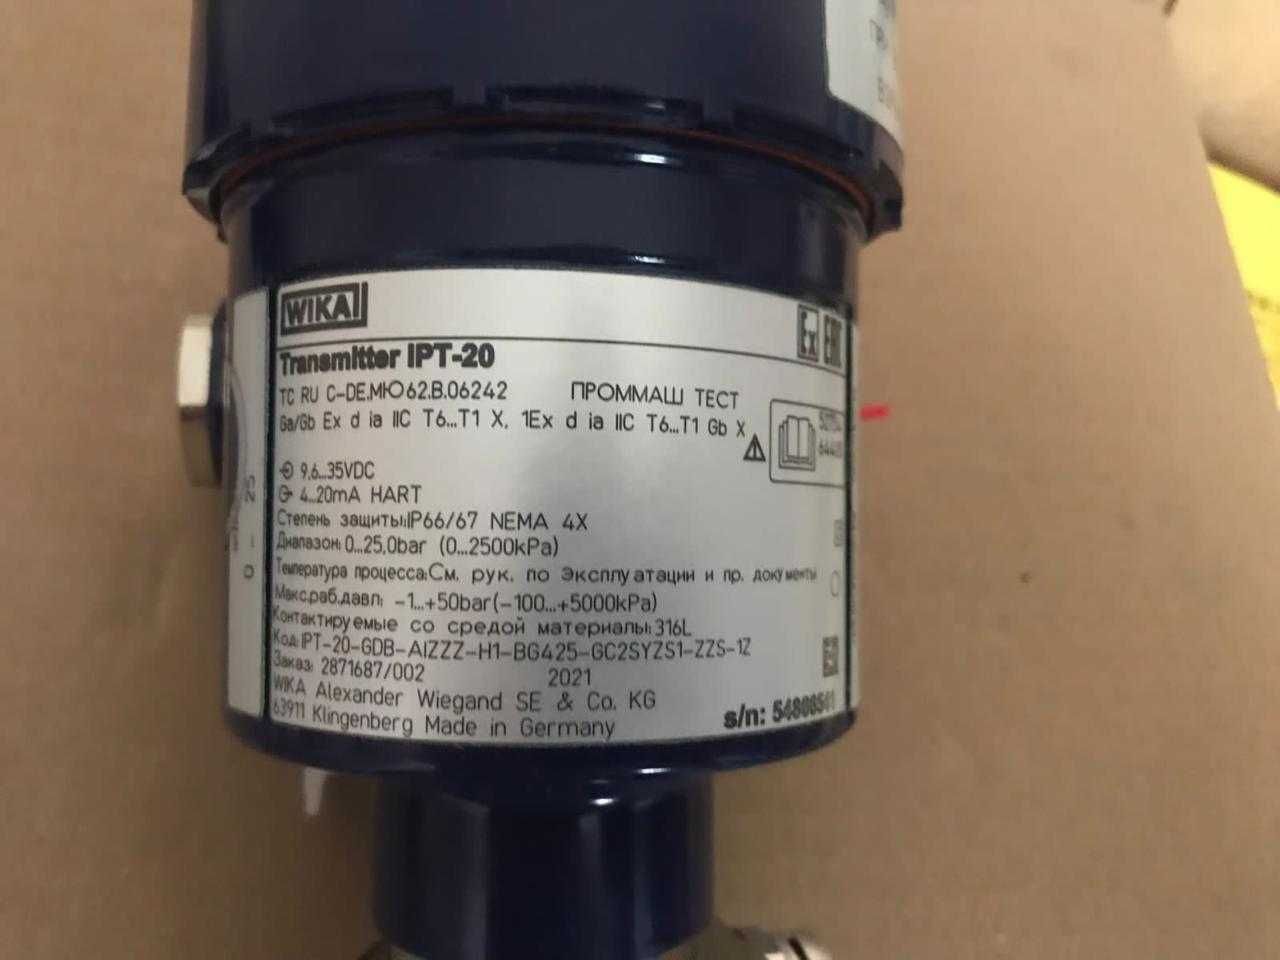 WIKA
Ex EAC
Transmitter IPT-20
TC RU C-DE.МЮ62.B.06242 ПРОММАШ ТЕСТ
Ga/Gb Ex d ia IIC T6...T1 X, 1Ex d ia IIC T6...T1 Gb X
9,6...35VDC
4...20mA HART
Степень защиты:IP66/67 NEMA 4X
Диапазон: 0...25,0bar (0...2500kPa)
Температура процесса:См. рук. по Эксплуатации и пр. документы
Макс.раб.давл: -1...+50bar(-100...+5000kPa)
Контактируемые со средой материалы:316L
Код:IPT-20-GDB-AIZZZ-H1-BG425-GC2SYZS1-ZZS-1Z
Заказ: 2871687/002 2021
WIKA Alexander Wiegand SE & Co. KG
63911 Klingenberg Made in Germany
s/n:
0 - 25